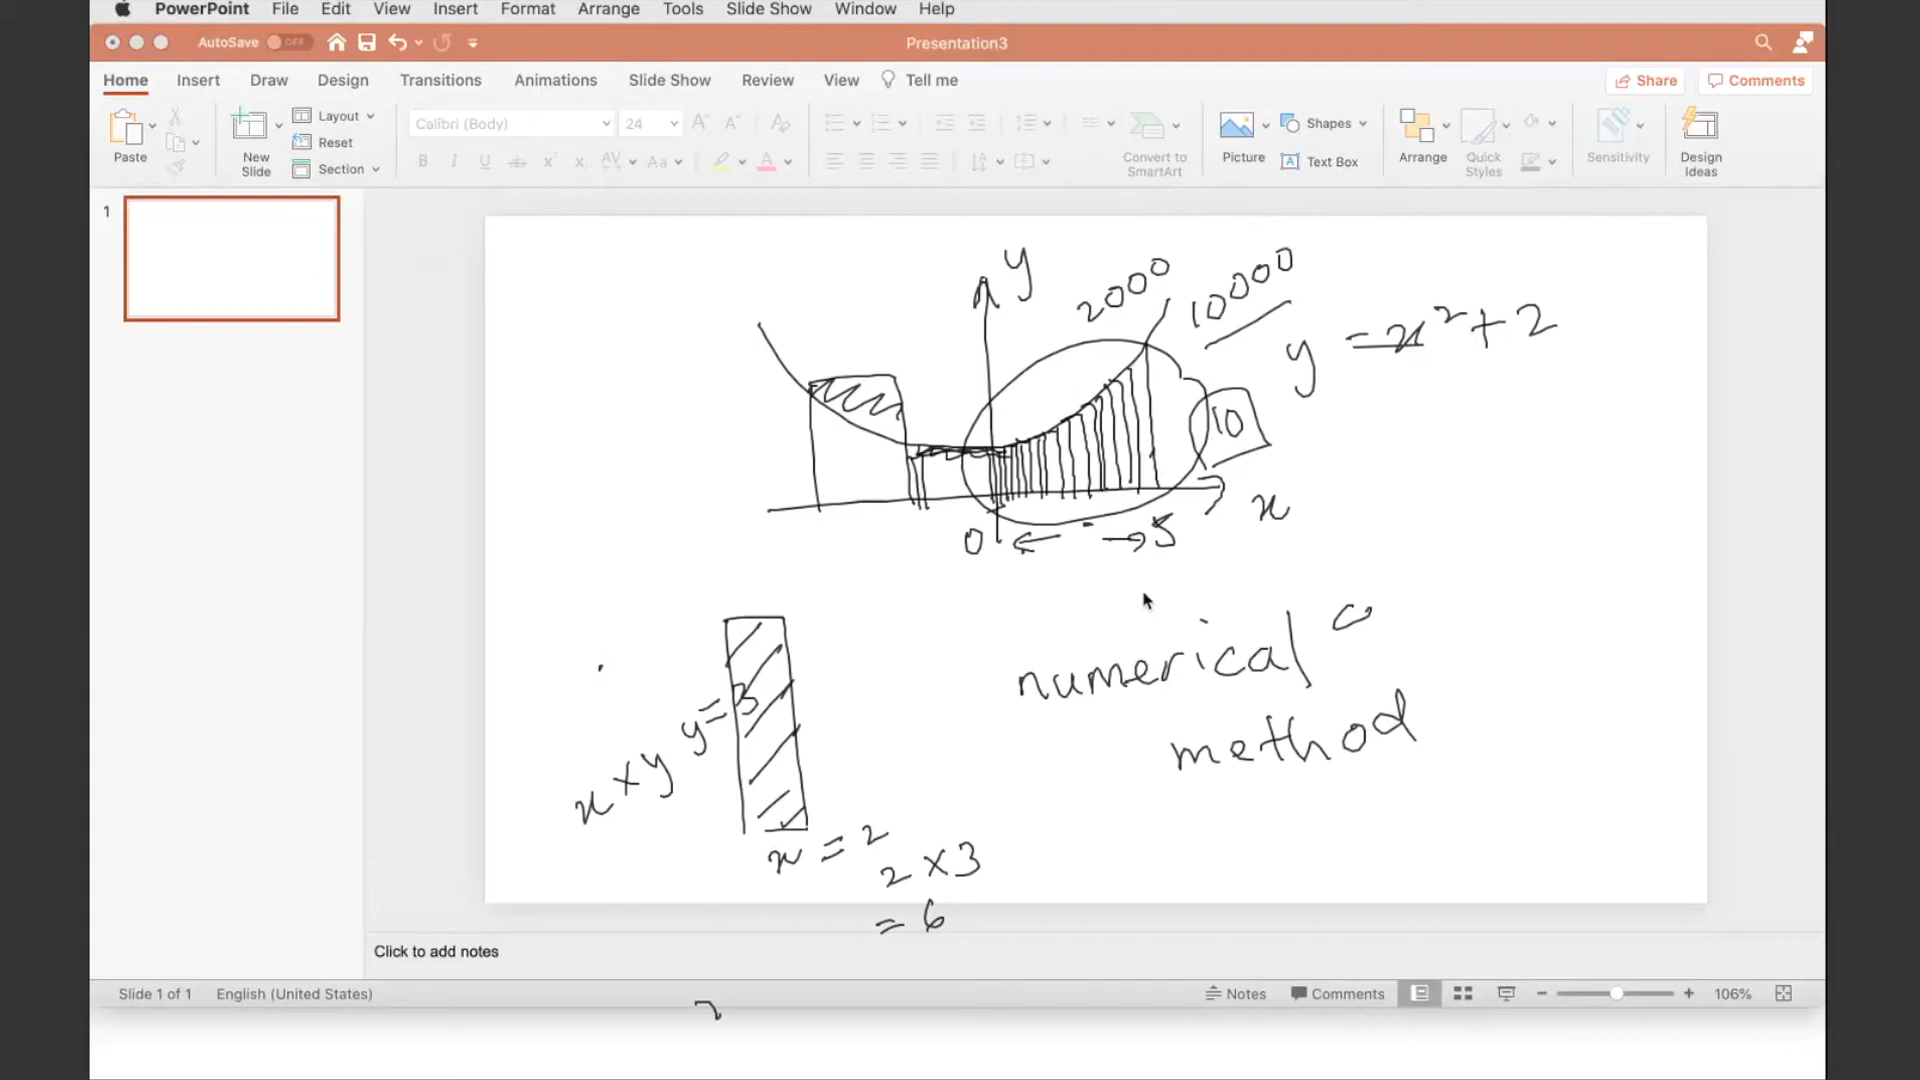 PowerPoint File Edit View Insert Format Arrange Tools Slide Show Window Help
AutoSave OFF Presentation3
Home Insert Draw Design Transitions Animations Slide Show Review View Tell me Share Comments
Paste New Slide Layout Reset Section
Calibri (Body) 24
Convert to SmartArt
Picture Shapes Text Box
Arrange Quick Styles Sensitivity Design Ideas
1
y
2000 10000
y = x² + 2
10
x
0 5
numerical
method
x × y y = 3
x = 2
2 × 3
= 6
Click to add notes
Slide 1 of 1 English (United States) Notes Comments 106%